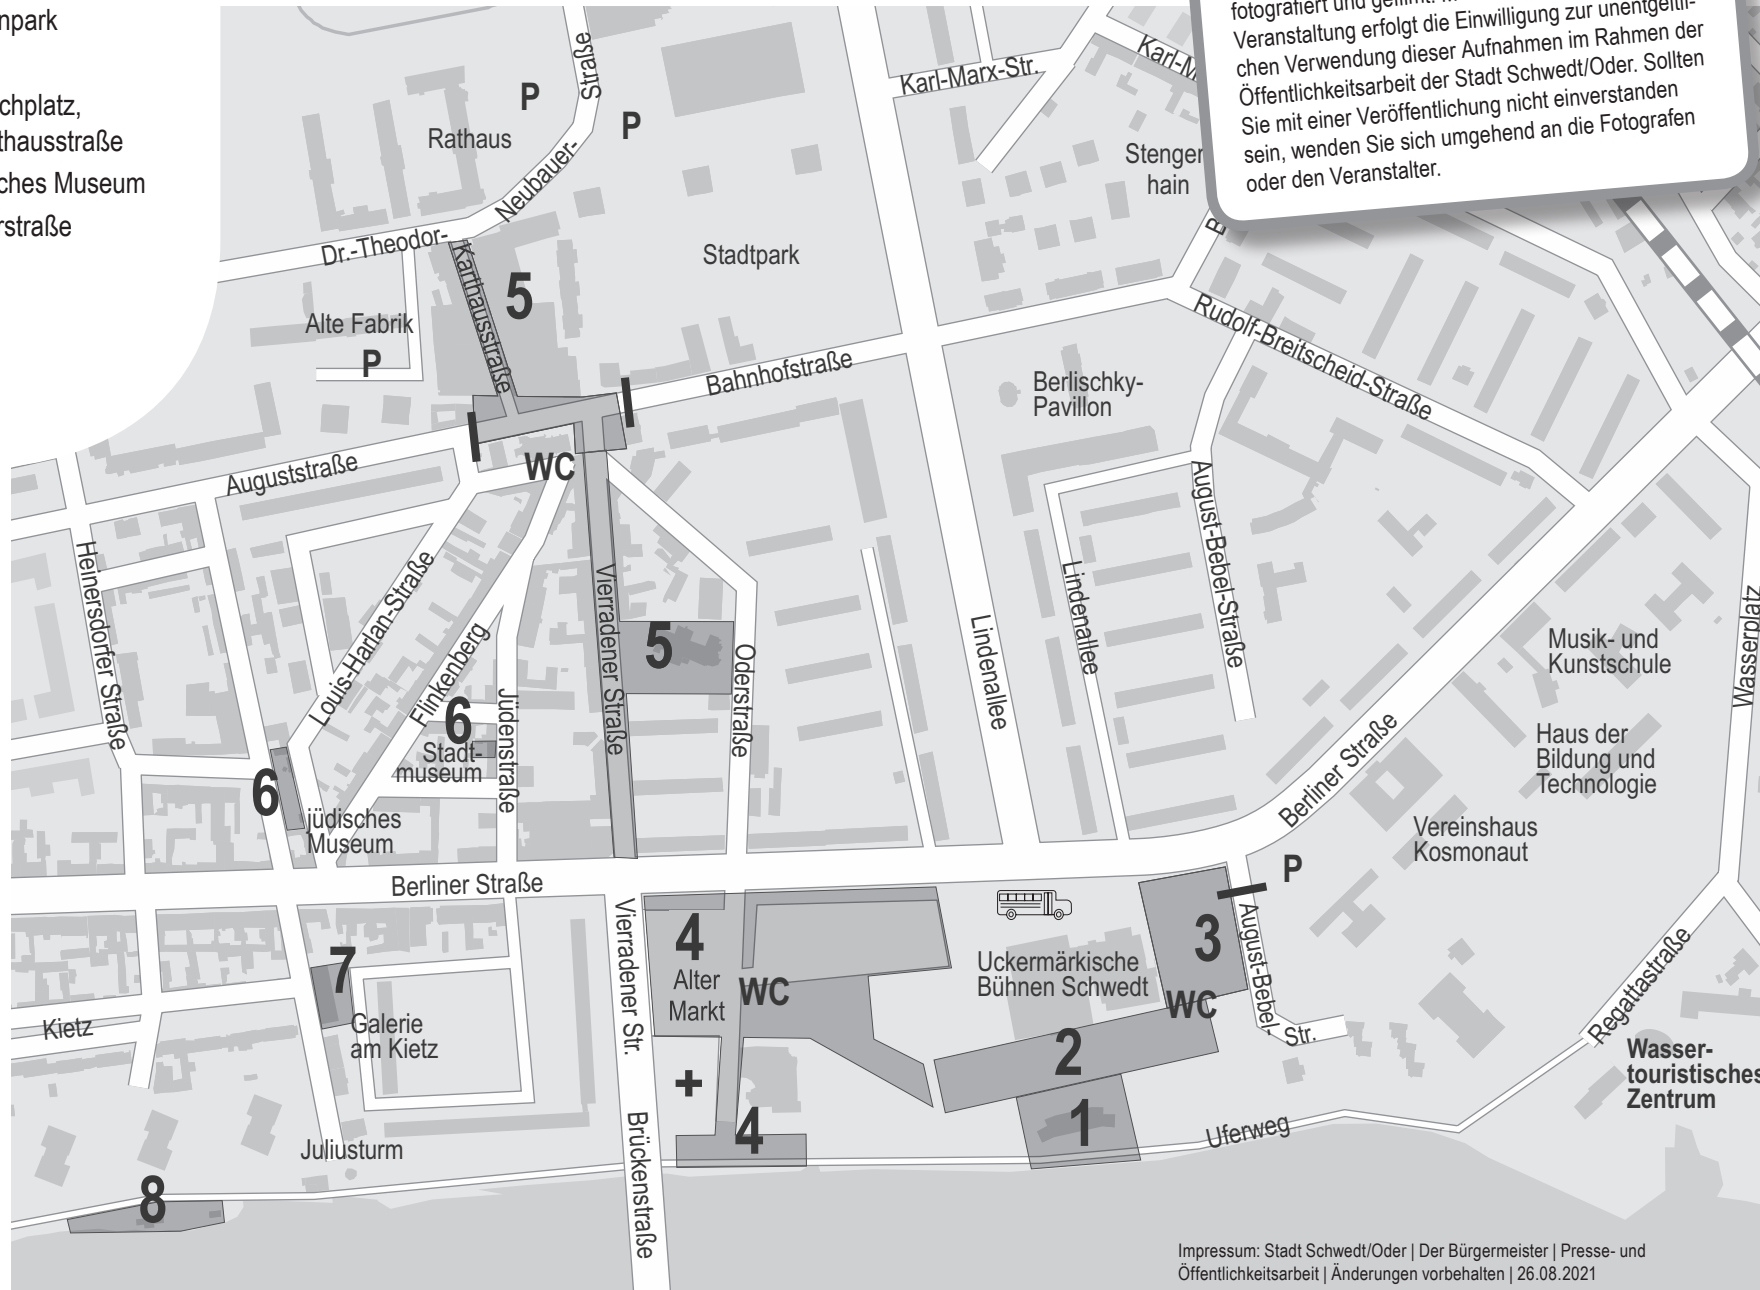 npark
chplatz,
thausstraße
ches Museum
rstraße
Veranstaltung erfolgt die Einwilligung zur unentgeltli-
chen Verwendung dieser Aufnahmen im Rahmen der
Öffentlichkeitsarbeit der Stadt Schwedt/Oder. Sollten
Sie mit einer Veröffentlichung nicht einverstanden
sein, wenden Sie sich umgehend an die Fotografen
oder den Veranstalter.
Straße
P
P
Rathaus
Neubauer-
Dr.-Theodor-
Karthausstraße
5
Stadtpark
Karl-Marx-Str.
Karl-M
Stenger
hain
B
Alte Fabrik
P
Bahnhofstraße
Rudolf-Breitscheid-Straße
Berlischky-
Pavillon
Auguststraße
WC
August-Bebel-Straße
Heinersdorfer Straße
Louis-Harlan-Straße
Flinkenberg
Vierradener Straße
5
Oderstraße
Lindenallee
Lindenallee
Musik- und
Kunstschule
Wasserplatz
6
Stadt-
museum
Jüdenstraße
6
jüdisches
Museum
Haus der
Bildung und
Technologie
Berliner Straße
Vereinshaus
Kosmonaut
P
Berliner Straße
Vierradener Str.
4
Alter
Markt
WC
Uckermärkische
Bühnen Schwedt
3
WC
August-Bebel-
Str.
7
Galerie
am Kietz
Kietz
Regattastraße
Wasser-
touristisches
Zentrum
2
1
+
4
Uferweg
Brückenstraße
Juliusturm
8
Impressum: Stadt Schwedt/Oder | Der Bürgermeister | Presse- und
Öffentlichkeitsarbeit | Änderungen vorbehalten | 26.08.2021